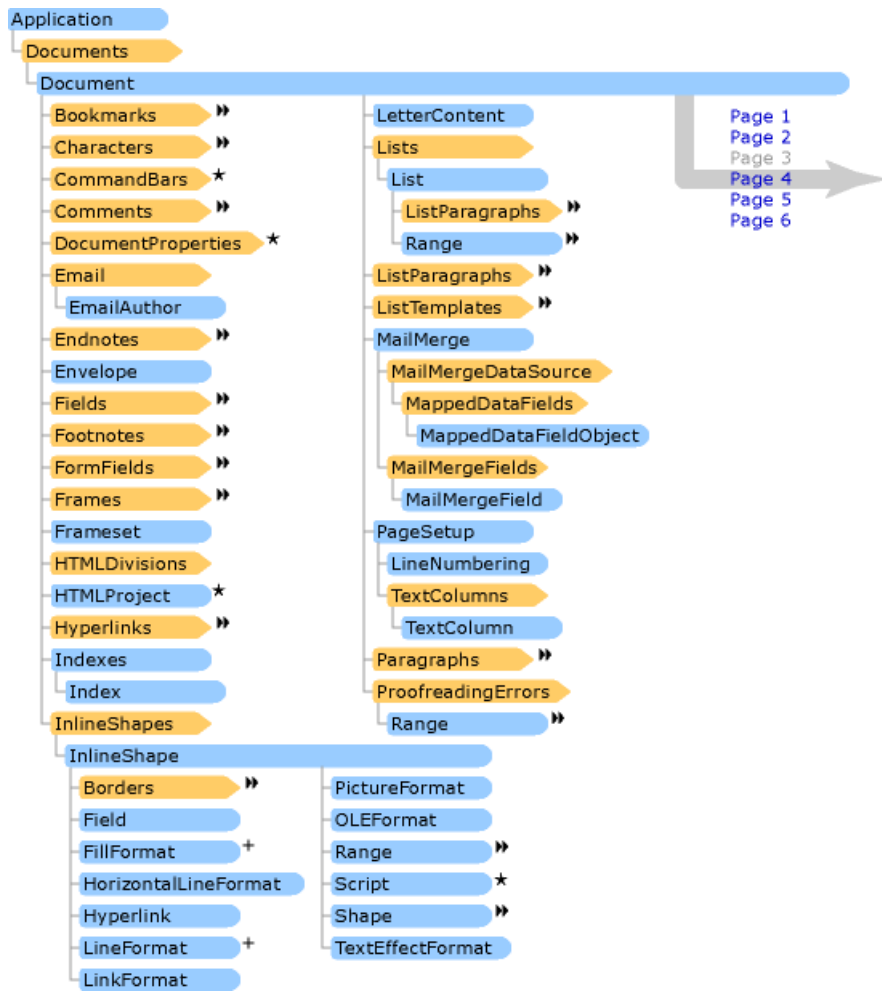 Application
Documents
Document
Bookmarks
Characters
CommandBars
Comments
DocumentProperties
Email
EmailAuthor
Endnotes
Envelope
Fields
Footnotes
FormFields
Frames
Frameset
HTMLDivisions
HTMLProject
Hyperlinks
Indexes
Index
InlineShapes
InlineShape
Borders
Field
FillFormat
HorizontalLineFormat
Hyperlink
LineFormat
LinkFormat
PictureFormat
OLEFormat
Range
Script
Shape
TextEffectFormat
LetterContent
Lists
List
ListParagraphs
Range
ListParagraphs
ListTemplates
MailMerge
MailMergeDataSource
MappedDataFields
MappedDataFieldObject
MailMergeFields
MailMergeField
PageSetup
LineNumbering
TextColumns
TextColumn
Paragraphs
ProofreadingErrors
Range
Page 1
Page 2
Page 3
Page 4
Page 5
Page 6